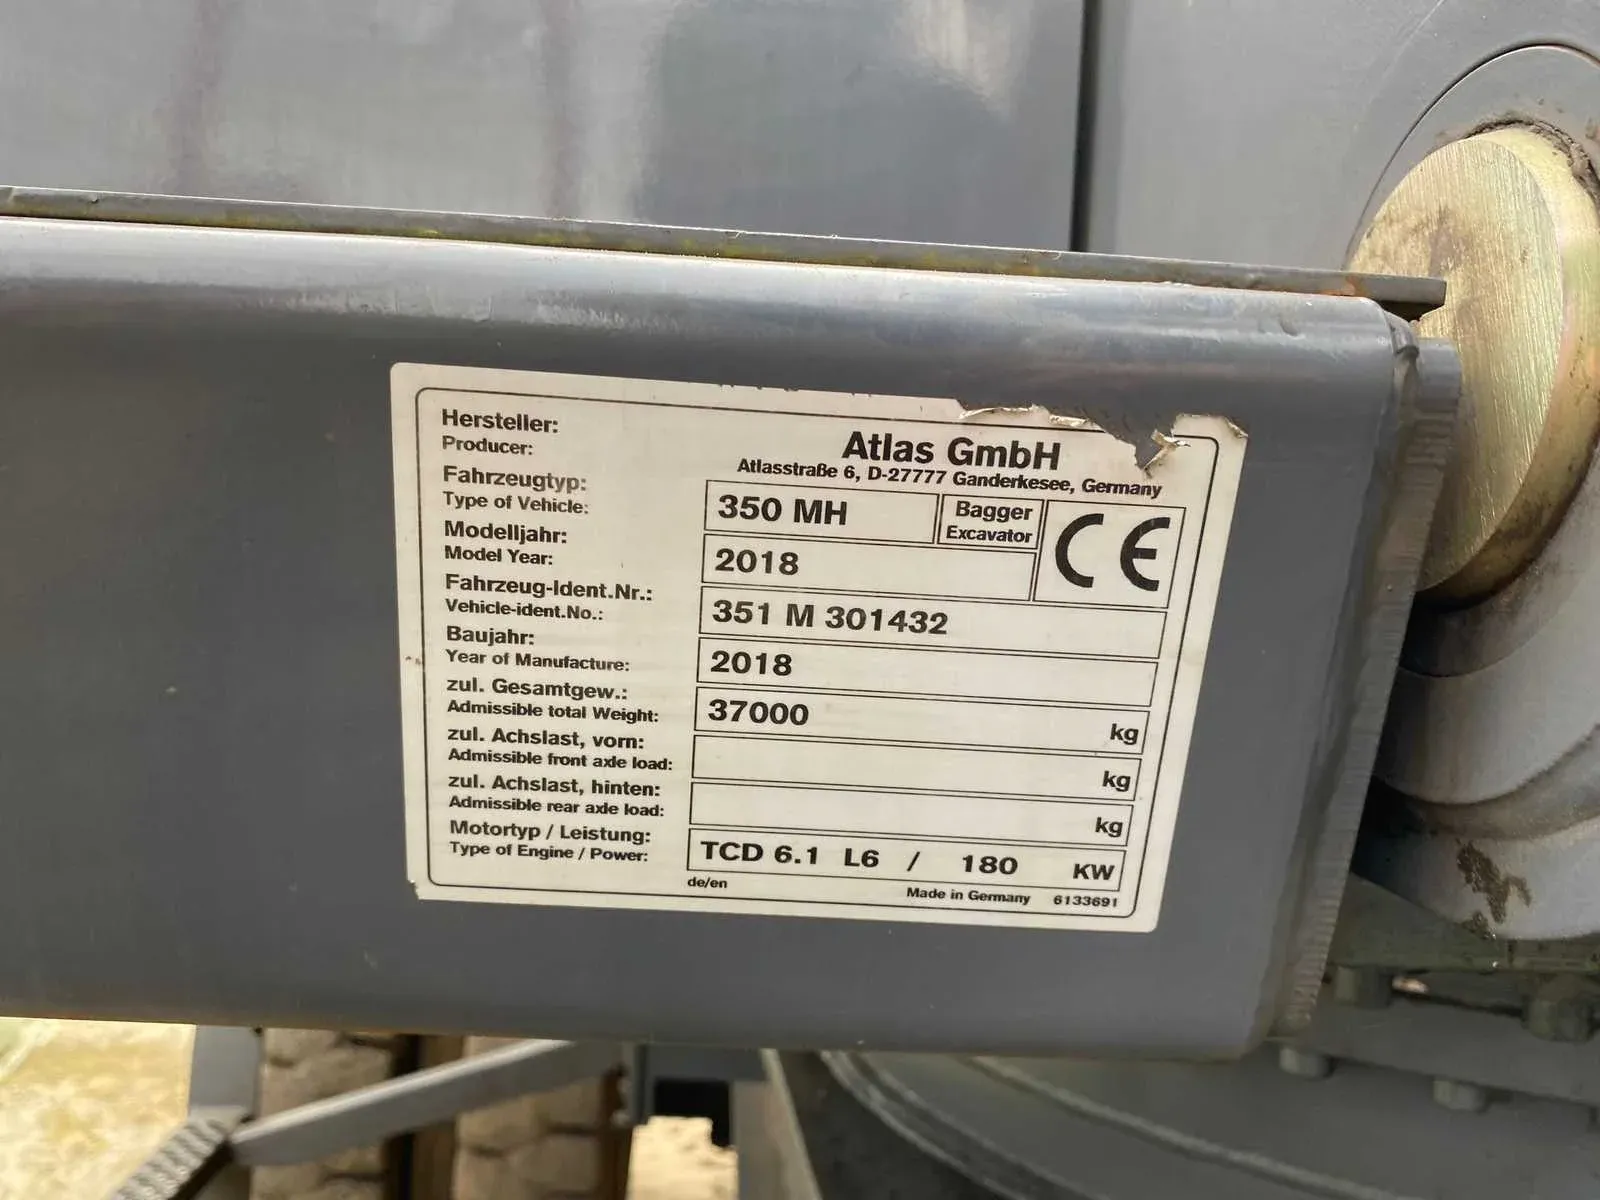 Hersteller:
Producer:
Atlas GmbH
Atlasstraße 6, D-27777 Ganderkesee, Germany
Fahrzeugtyp:
Type of Vehicle:
350 MH
Bagger
Excavator
CE
Modelljahr:
Model Year:
2018
Fahrzeug-Ident.Nr.:
Vehicle-ident.No.:
351 M 301432
Baujahr:
Year of Manufacture:
2018
zul. Gesamtgew.:
Admissible total Weight:
37000 kg
zul. Achslast, vorn:
Admissible front axle load:
kg
zul. Achslast, hinten:
Admissible rear axle load:
kg
Motortyp / Leistung:
Type of Engine / Power:
TCD 6.1 L6 / 180 KW
de/en
Made in Germany 6133691